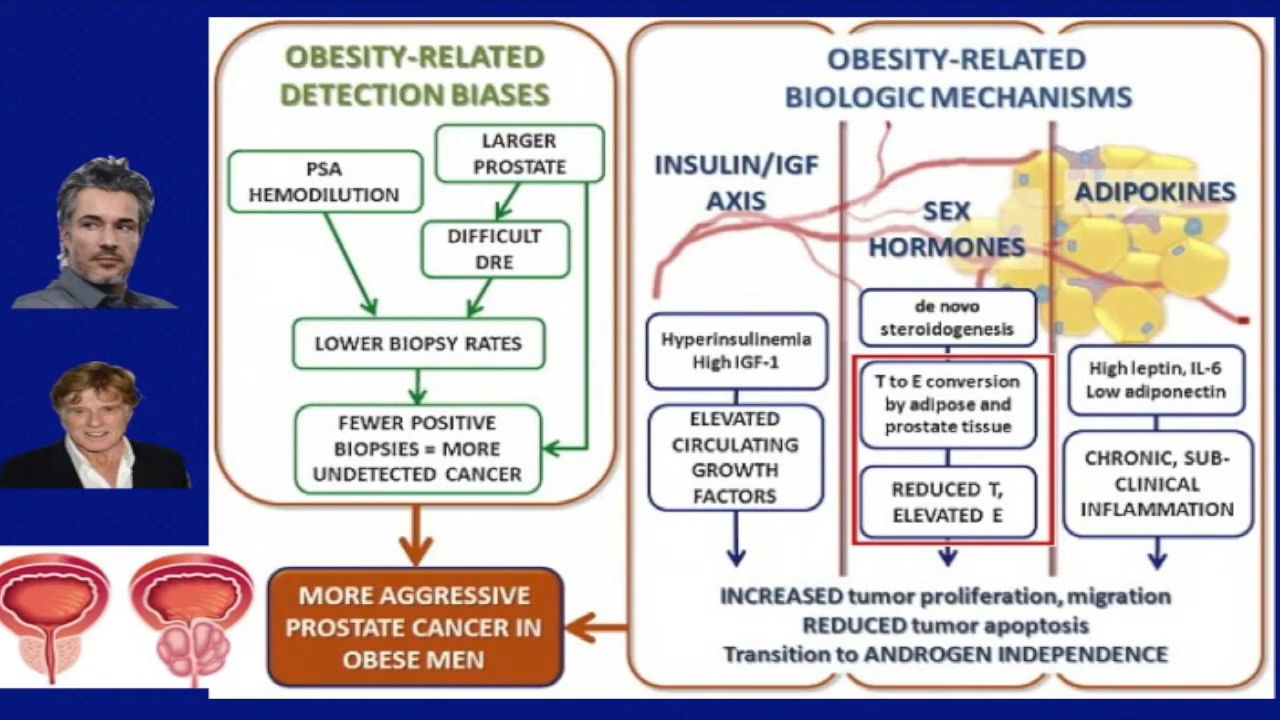 OBESITY-RELATED
DETECTION BIASES
PSA
HEMODILUTION
LARGER
PROSTATE
DIFFICULT
DRE
LOWER BIOPSY RATES
FEWER POSITIVE
BIOPSIES = MORE
UNDETECTED CANCER
MORE AGGRESSIVE
PROSTATE CANCER IN
OBESE MEN
OBESITY-RELATED
BIOLOGIC MECHANISMS
INSULIN/IGF
AXIS
Hyperinsulinemia
High IGF-1
ELEVATED
CIRCULATING
GROWTH
FACTORS
SEX
HORMONES
de novo
steroidogenesis
T to E conversion
by adipose and
prostate tissue
REDUCED T,
ELEVATED E
ADIPOKINES
High leptin, IL-6
Low adiponectin
CHRONIC, SUB-
CLINICAL
INFLAMMATION
INCREASED tumor proliferation, migration
REDUCED tumor apoptosis
Transition to ANDROGEN INDEPENDENCE